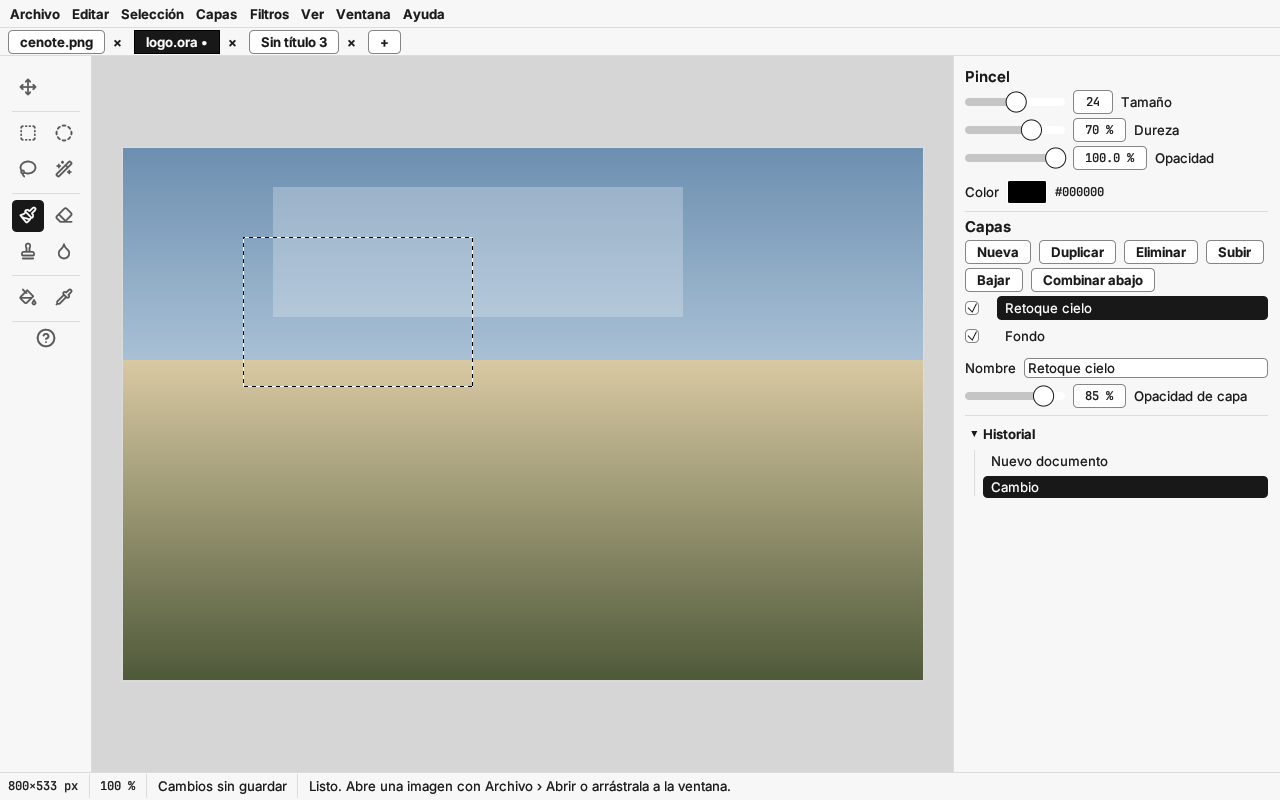 Archivo Editar Selección Capas Filtros Ver Ventana Ayuda
cenote.png × logo.ora • × Sin título 3 × +
Pincel
24 Tamaño
70 % Dureza
100.0 % Opacidad
Color #000000
Capas
Nueva Duplicar Eliminar Subir
Bajar Combinar abajo
Retoque cielo
Fondo
Nombre Retoque cielo
85 % Opacidad de capa
▼ Historial
Nuevo documento
Cambio
800×533 px 100 % Cambios sin guardar Listo. Abre una imagen con Archivo › Abrir o arrástrala a la ventana.